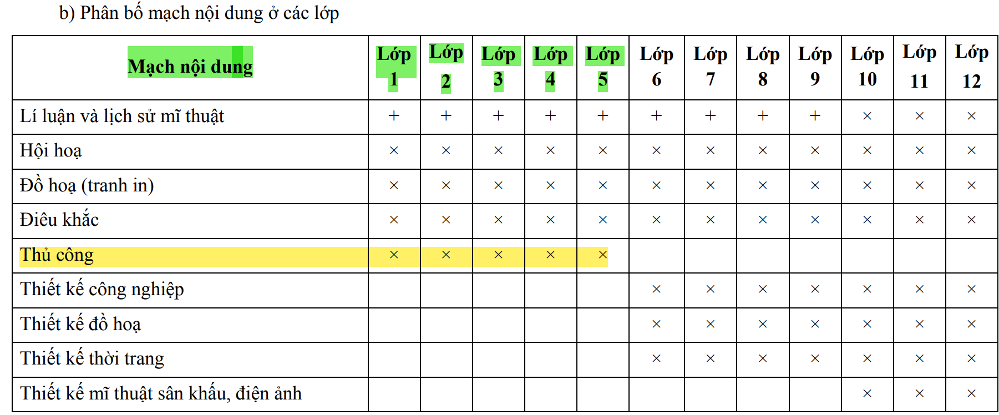 b) Phân bố mạch nội dung ở các lớp
Mạch nội dung Lớp 1 Lớp 2 Lớp 3 Lớp 4 Lớp 5 Lớp 6 Lớp 7 Lớp 8 Lớp 9 Lớp 10 Lớp 11 Lớp 12
Lí luận và lịch sử mĩ thuật + + + + + + + + + × × ×
Hội hoạ × × × × × × × × × × × ×
Đồ hoạ (tranh in) × × × × × × × × × × × ×
Điêu khắc × × × × × × × × × × × ×
Thủ công × × × × ×
Thiết kế công nghiệp × × × × × × ×
Thiết kế đồ hoạ × × × × × × ×
Thiết kế thời trang × × × × × × ×
Thiết kế mĩ thuật sân khấu, điện ảnh × × ×